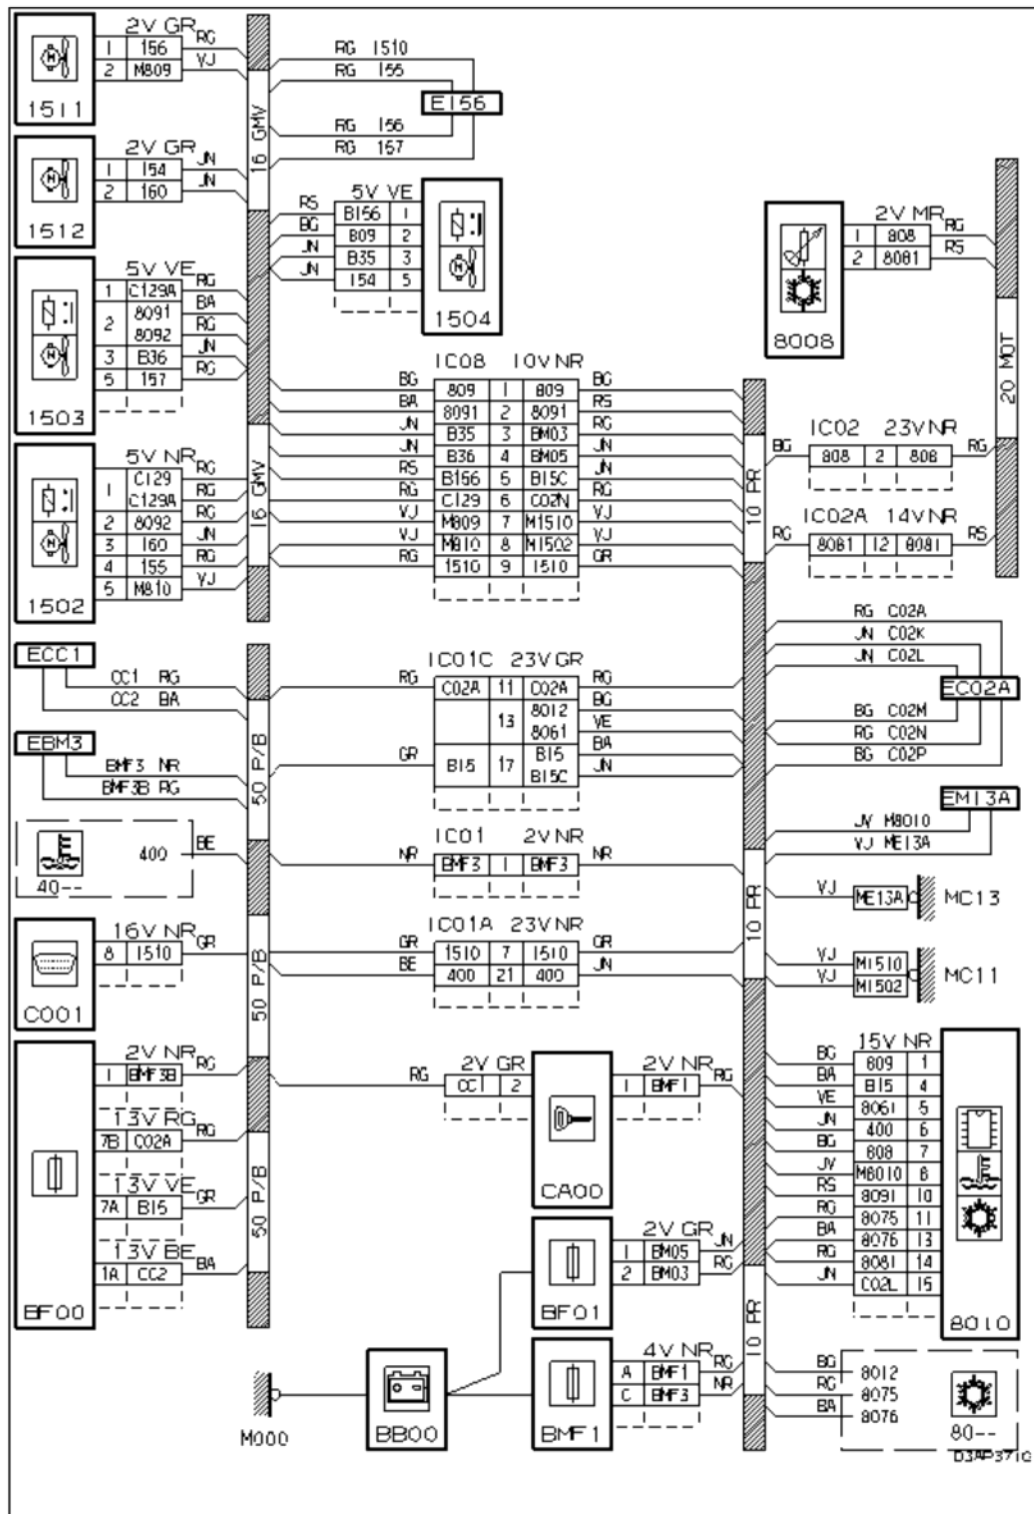 2V GR
1 156 RG
2 M809 VJ
1511
2V GR
1 154 JN
2 160 JN
1512
5V VE
1 C129A RG
2 8091 BA
8092 RG
3 B36 JN
5 157 RG
1503
5V NR
1 C129 RG
C129A RG
2 8092 RG
3 160 JN
4 155 RG
5 M810 VJ
1502
16 GMV
16 GMV
RG 1510
RG 155
E156
RG 156
RG 157
5V VE
RS B156 1
BG 809 2
JN B35 3
JN 154 5
1504
2V MR
1 808 RG
2 8081 RS
8008
20 MOT
IC08 10VNR
BG 809 1 809 BG
BA 8091 2 8091 RS
JN B35 3 BM03 RG
JN B36 4 BM05 JN
RS B156 5 B15C JN
RG C129 6 C02N RG
VJ M809 7 M1510 VJ
VJ M810 8 M1502 VJ
RG 1510 9 1510 GR
10 PR
IC02 23VNR
BG 808 2 808 RG
IC02A 14VNR
RG 8081 12 8081 RS
ECC1
CC1 RG
CC2 BA
EBM3
BMF3 NR
BMF3B RG
400 BE
40--
16V NR
8 1510 GR
C001
50 P/B
50 P/B
50 P/B
IC01C 23VGR
RG C02A 11 C02A RG
13 8012 BG
8061 VE
GR B15 17 B15 BA
B15C JN
IC01 2VNR
NR BMF3 1 BMF3 NR
IC01A 23VNR
GR 1510 7 1510 GR
BE 400 21 400 JN
RG C02A
JN C02K
JN C02L
EC02A
BG C02M
RG C02N
BG C02P
EM13A
JV M8010
VJ ME13A
10 PR
VJ ME13A MC13
VJ M1510
VJ M1502
MC11
2V NR
1 BMF3B RG
13V RG
7B C02A RG
13V VE
7A B15 GR
13V BE
1A CC2 BA
BF00
2V GR
RG CC1 2
2V NR
1 BMF1 RG
CA00
2V GR
1 BM05 JN
2 BM03 RG
BF01
4V NR
A BMF1 RG
C BMF3 NR
BMF1
10 PR
M000
BB00
15V NR
BG 809 1
BA B15 4
VE 8061 5
JN 400 6
BG 808 7
JV M8010 8
RS 8091 10
RG 8075 11
BA 8076 13
RG 8081 14
JN C02L 15
8010
BG 8012
RG 8075
BA 8076
80--
D3AP371G